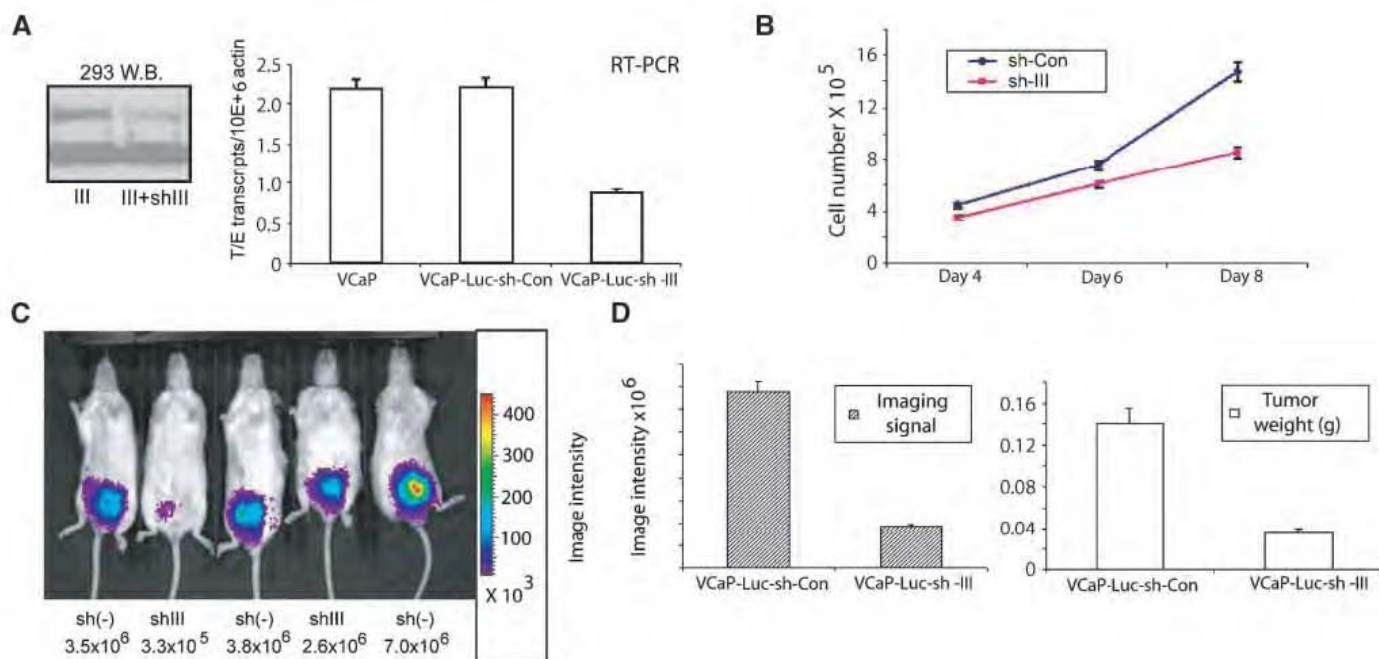 A
293 W.B.
III III+shIII
RT-PCR
T/E transcripts/10E+6 actin
2.5
2.0
1.5
1.0
0.5
0
VCaP VCaP-Luc-sh-Con VCaP-Luc-sh -III
B
sh-Con
sh-III
Cell number X 10 5
16
12
8
4
0
Day 4 Day 6 Day 8
C
400
300
200
100
3
X 10 3
Image intensity
sh(-) shIII sh(-) shIII sh(-)
3.5x10 6 3.3x10 5 3.8x10 6 2.6x10 6 7.0x10 6
D
Image intensity x10 6
Imaging
signal
VCaP-Luc-sh-Con VCaP-Luc-sh -III
0.16
0.12
0.08
0.04
0
Tumor
weight (g)
VCaP-Luc-sh-Con VCaP-Luc-sh -III